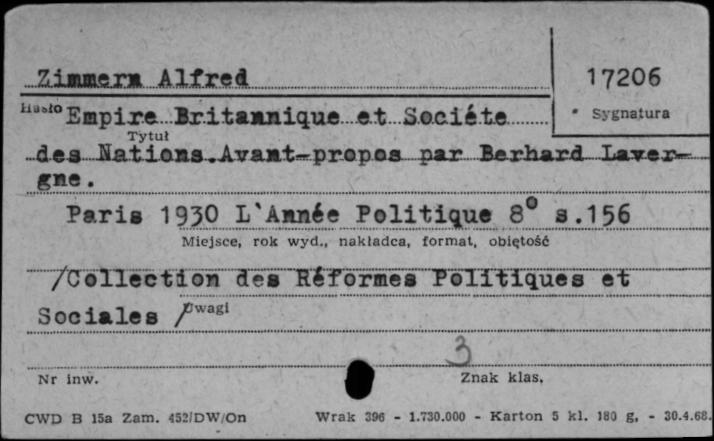 Zimmern Alfred
17206
Hasło
Sygnatura
Empire Britannique et Sociéte
Tytuł
des Nations.Avant-propos par Berhard Laver-
gne.
Paris 1930 L'Année Politique 8° s.156
Miejsce, rok wyd., nakładca, format, objętość
/Collection des Réformes Politiques et
Sociales /
Uwagi
3
Nr inw.
Znak klas.
CWD B 15a Zam. 452/DW/On Wrak 396 - 1.730.000 - Karton 5 kl. 180 g, - 30.4.68.